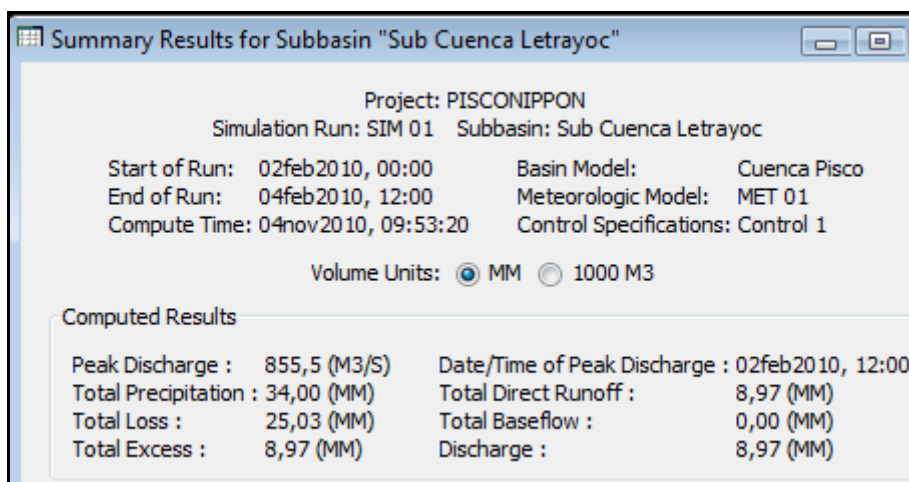 Summary Results for Subbasin "Sub Cuenca Letrayoc"
Project: PISCONIPPON
Simulation Run: SIM 01 Subbasin: Sub Cuenca Letrayoc
Start of Run: 02feb2010, 00:00 Basin Model: Cuenca Pisco
End of Run: 04feb2010, 12:00 Meteorologic Model: MET 01
Compute Time: 04nov2010, 09:53:20 Control Specifications: Control 1
Volume Units: MM 1000 M3
Computed Results
Peak Discharge : 855,5 (M3/S) Date/Time of Peak Discharge : 02feb2010, 12:00
Total Precipitation : 34,00 (MM) Total Direct Runoff : 8,97 (MM)
Total Loss : 25,03 (MM) Total Baseflow : 0,00 (MM)
Total Excess : 8,97 (MM) Discharge : 8,97 (MM)